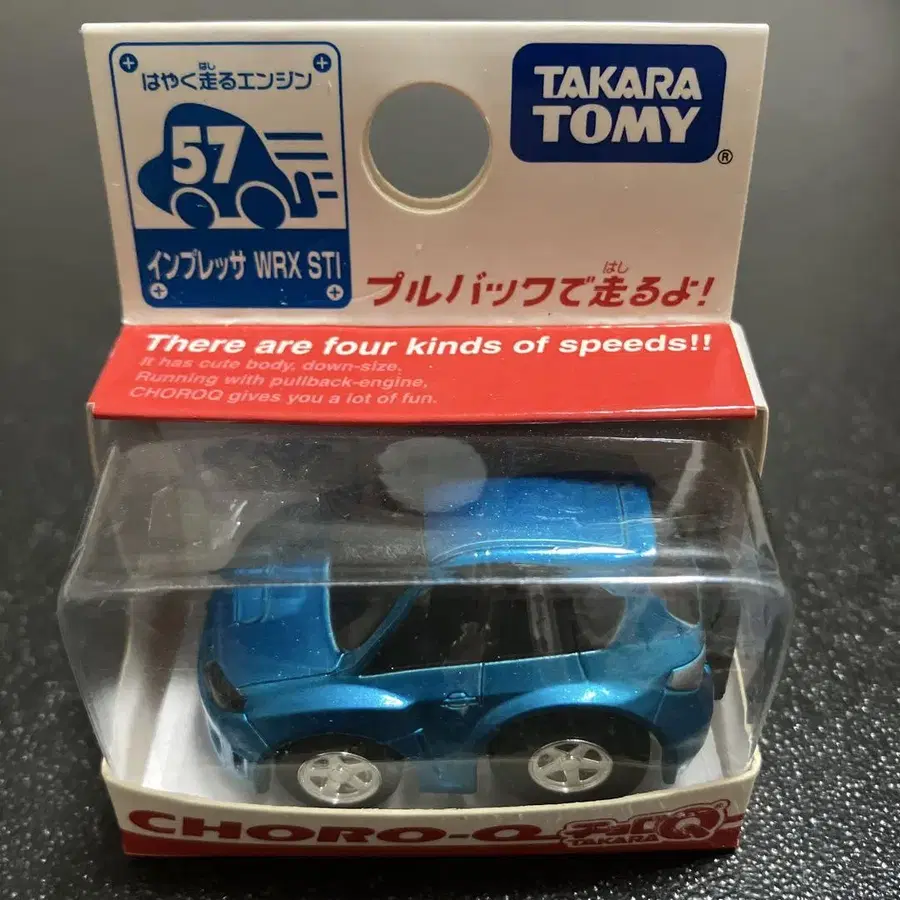 はやく走るエンジン
はし
57
インプレッサ WRX STI
TAKARA
TOMY
®
はし
プルバックで走るよ!
There are four kinds of speeds!!
It has cute body, down-size.
Running with pullback-engine,
CHOROQ gives you a lot of fun.
CHORO-Q
チョロQ
TAKARA